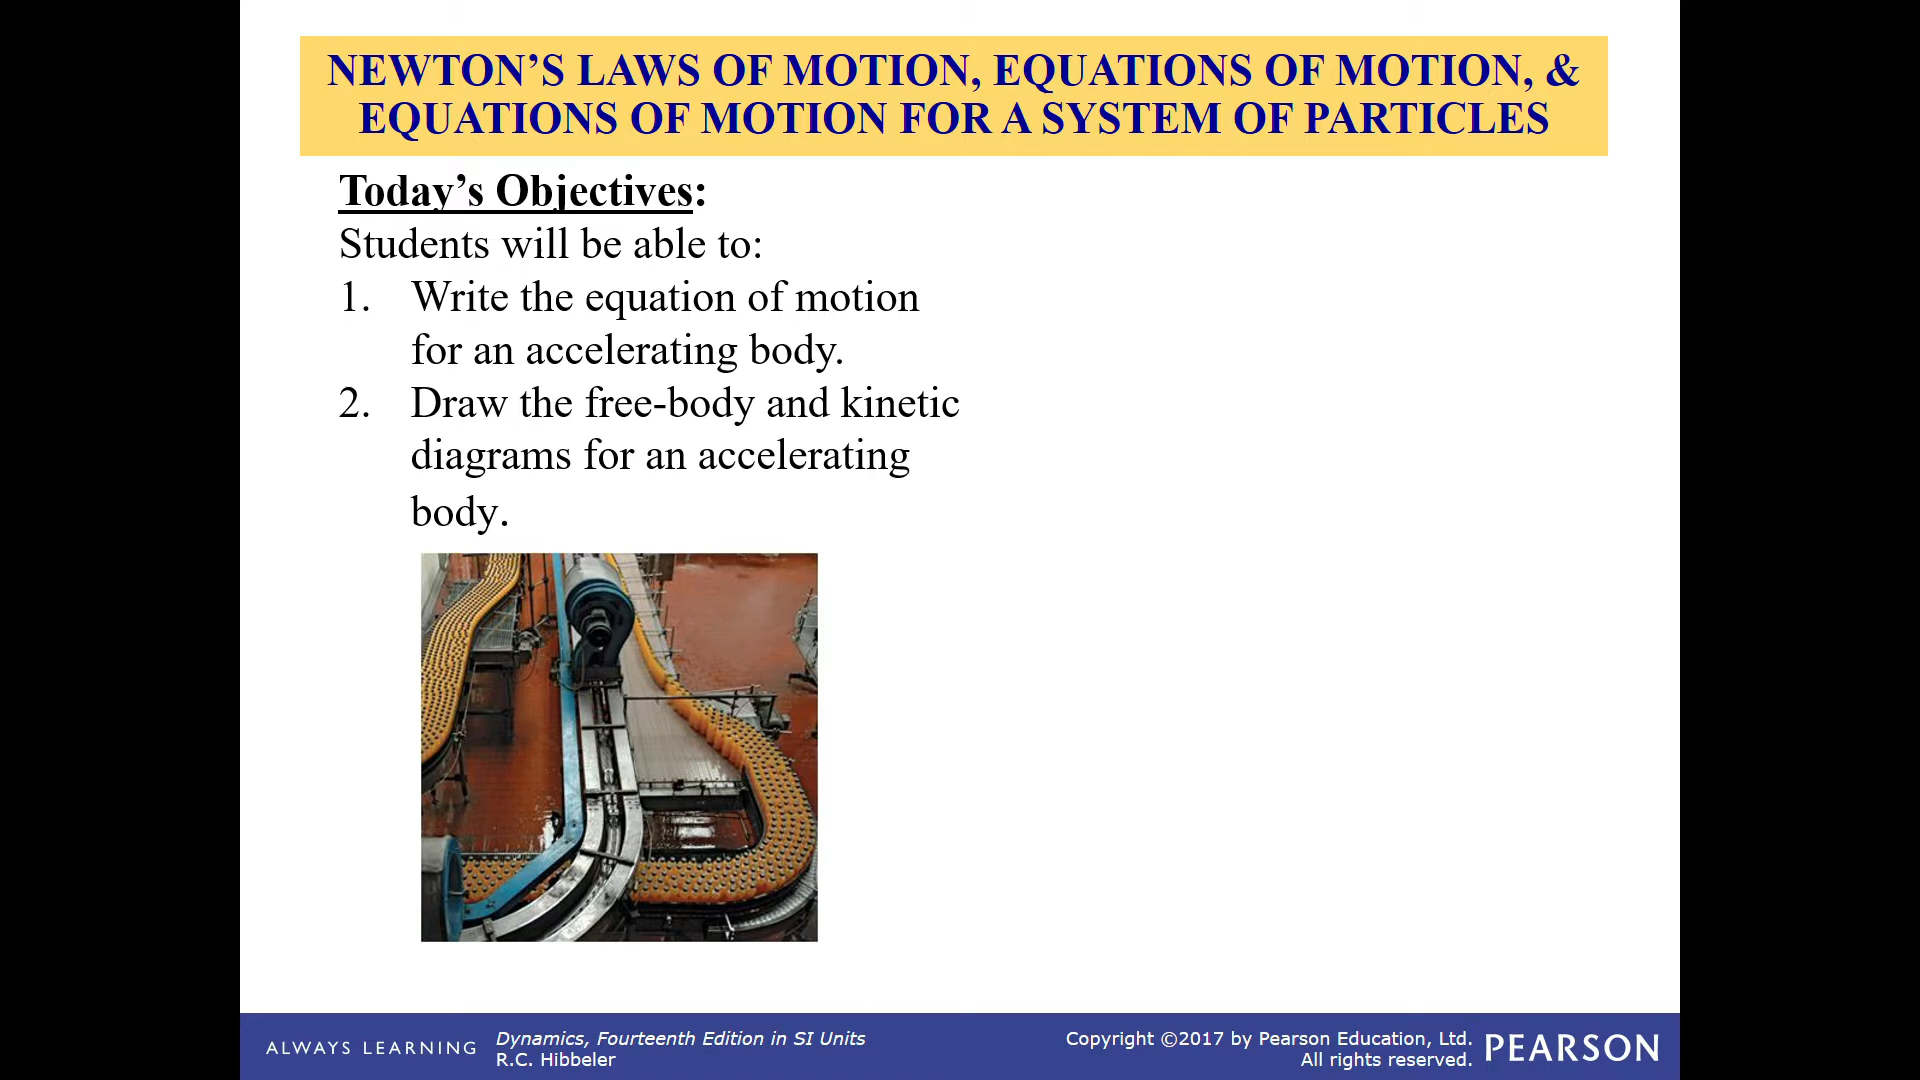 NEWTON’S LAWS OF MOTION, EQUATIONS OF MOTION, &
EQUATIONS OF MOTION FOR A SYSTEM OF PARTICLES
Today’s Objectives:
Students will be able to:
1. Write the equation of motion
for an accelerating body.
2. Draw the free-body and kinetic
diagrams for an accelerating
body.
ALWAYS LEARNING
Dynamics, Fourteenth Edition in SI Units
R.C. Hibbeler
Copyright ©2017 by Pearson Education, Ltd.
All rights reserved.
PEARSON